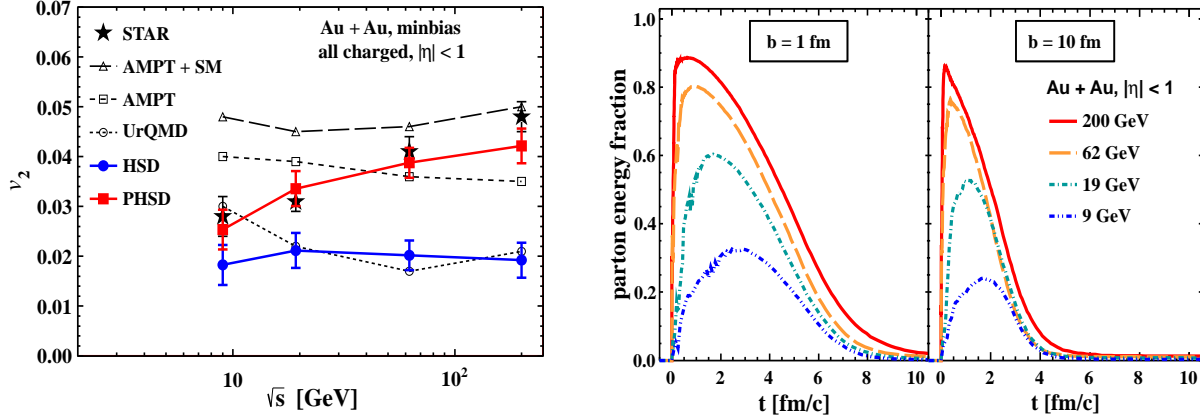 Au + Au, minbias
all charged, |η| < 1
STAR
AMPT + SM
AMPT
UrQMD
HSD
PHSD
v2
0.08
0.07
0.06
0.05
0.04
0.03
0.02
0.01
0.00
10
10²
√s [GeV]
b = 1 fm
b = 10 fm
Au + Au, |η| < 1
200 GeV
62 GeV
19 GeV
9 GeV
parton energy fraction
1.0
0.8
0.6
0.4
0.2
0.0
0 2 4 6 8 10
0 2 4 6 8 10
t [fm/c]
t [fm/c]